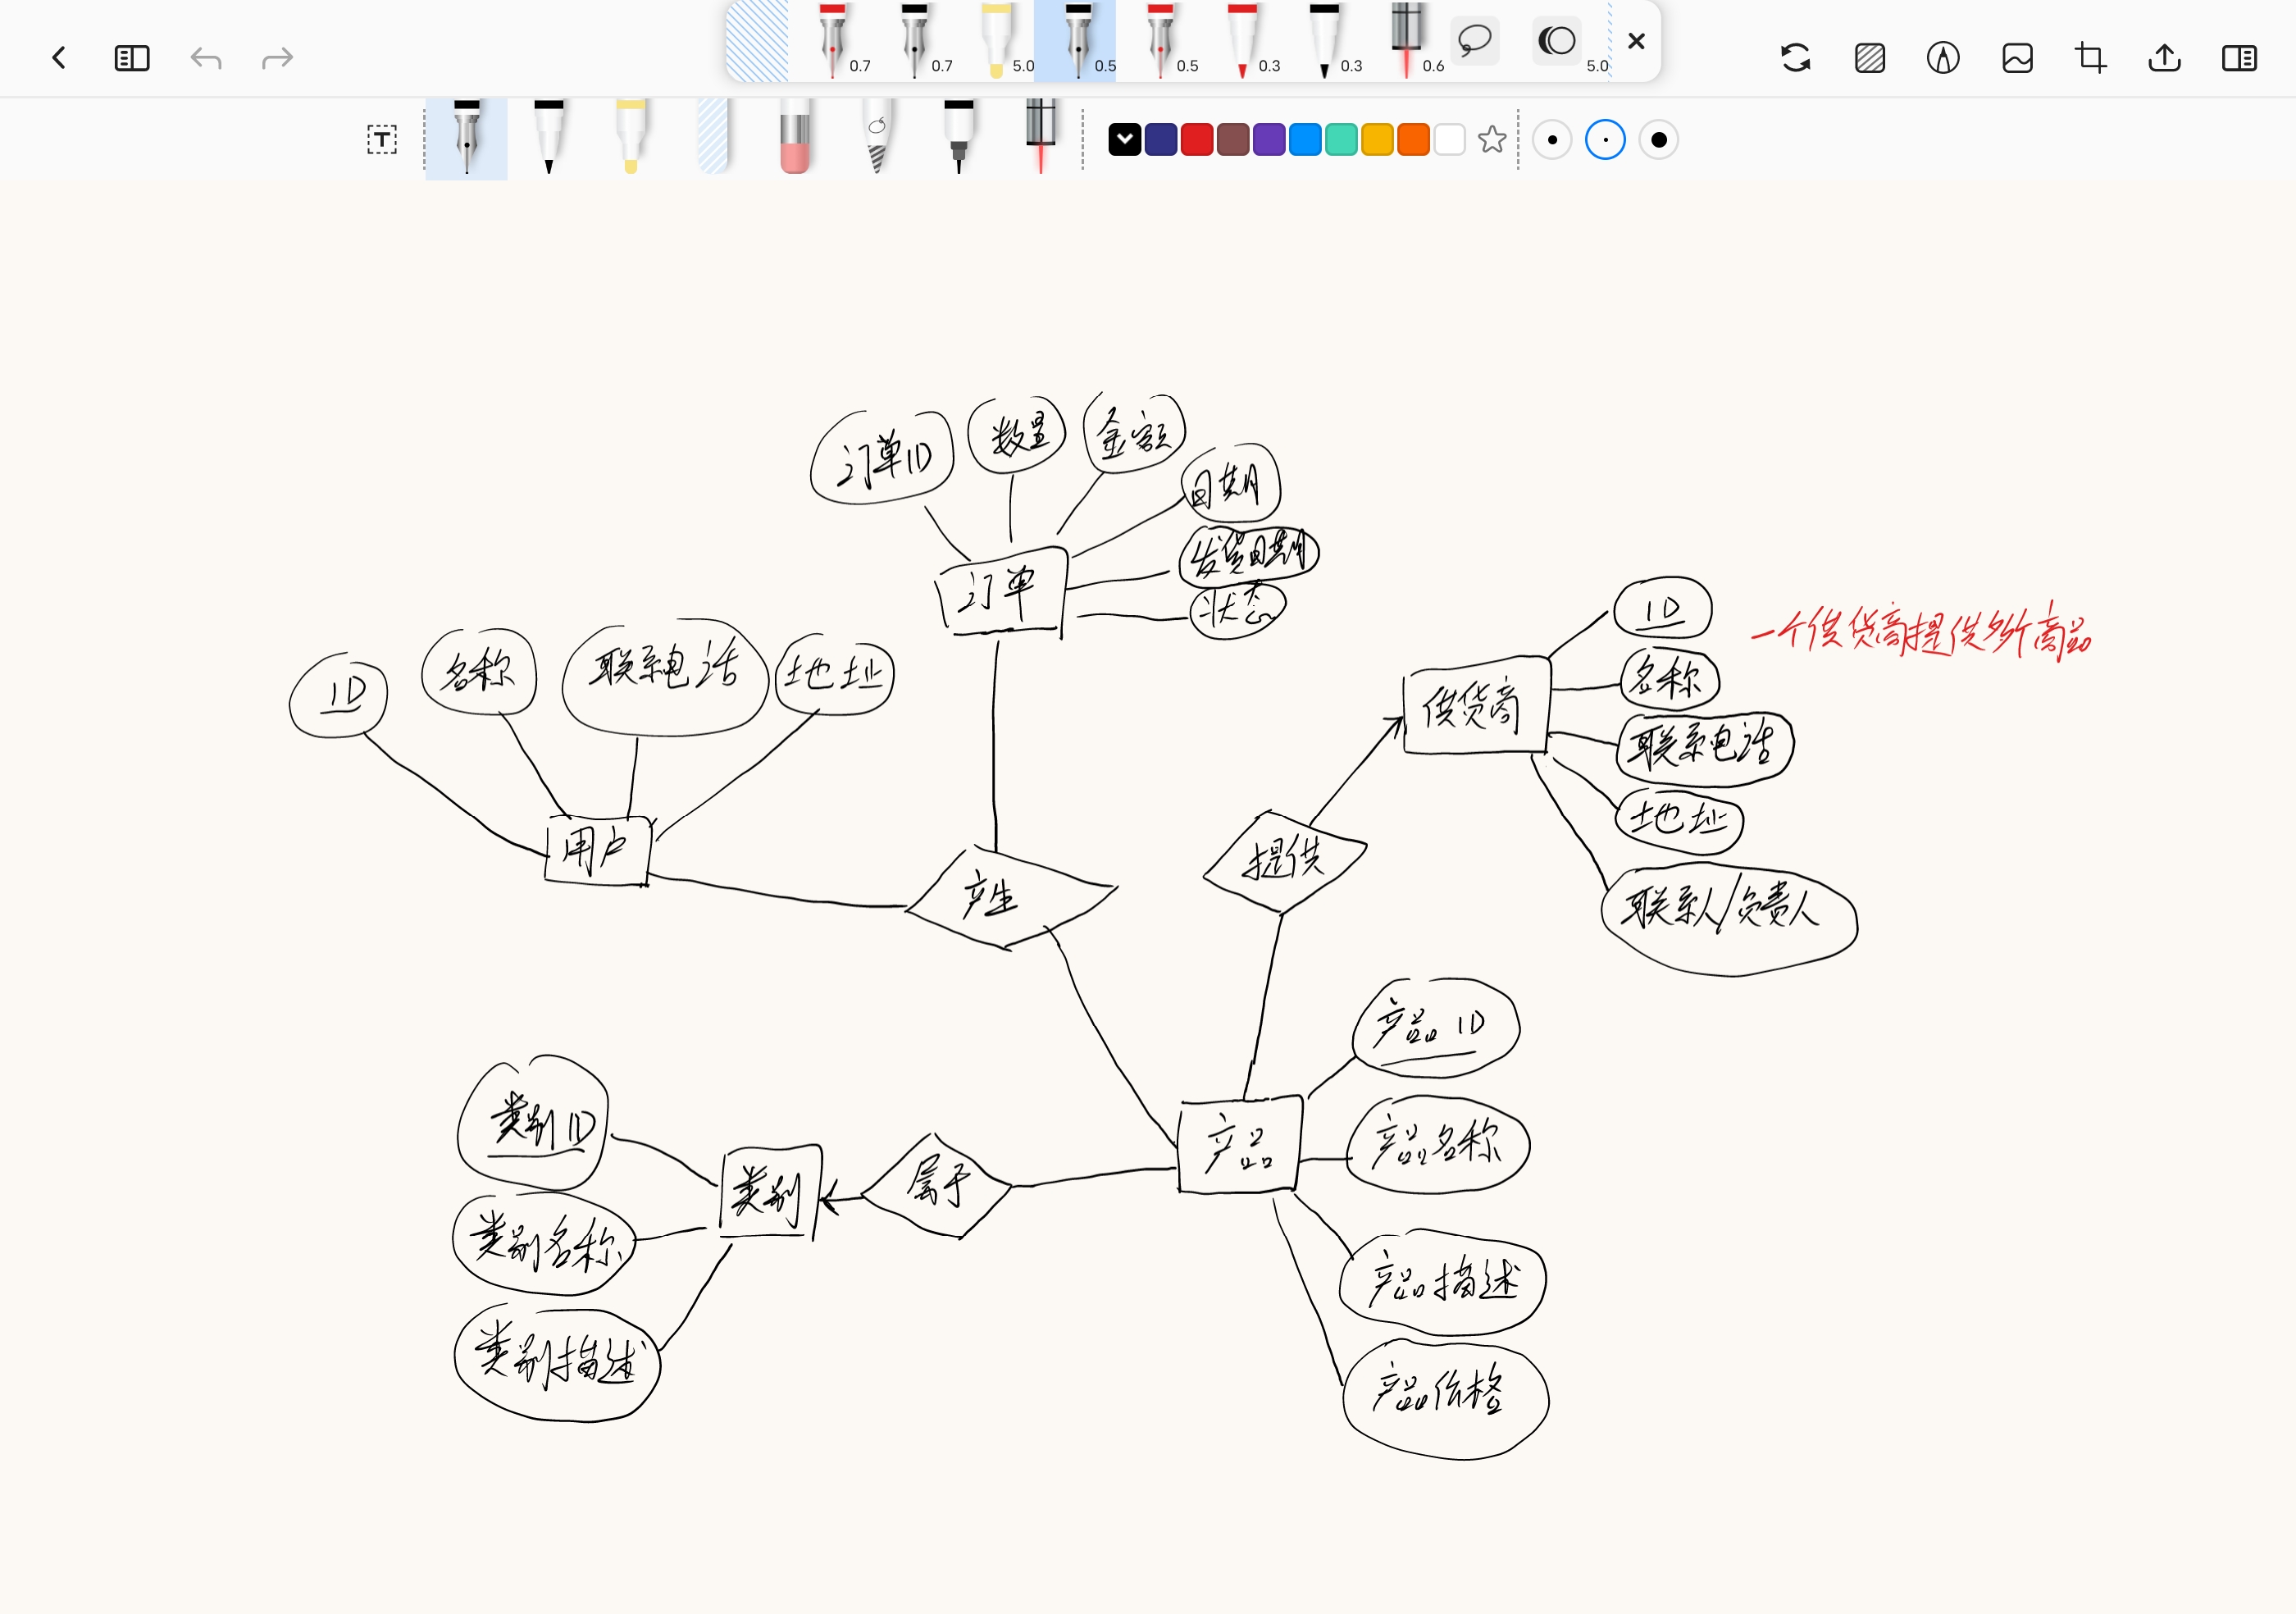 0.7
0.7
5.0
0.5
0.5
0.3
0.3
0.6
5.0
T
订单ID
数量
金额
日期
发货日期
状态
订单
ID
名称
联系电话
地址
用户
产生
ID
一个供货商提供多个商品
名称
供货商
联系电话
地址
联系人/负责人
提供
产品ID
产品名称
产品
产品描述
产品价格
类别ID
类别
属于
类别名称
类别描述